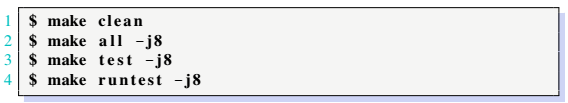 1 $ make clean
2 $ make all -j8
3 $ make test -j8
4 $ make runtest -j8